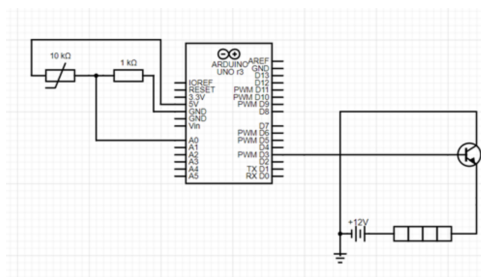 10 kΩ
1 kΩ
ARDUINO
UNO r3
IOREF
RESET
3.3V
5V
GND
GND
Vin
A0
A1
A2
A3
A4
A5
AREF
GND
D13
D12
PWM D11
PWM D10
PWM D9
D8
D7
PWM D6
PWM D5
D4
PWM D3
D2
TX D1
RX D0
+12V